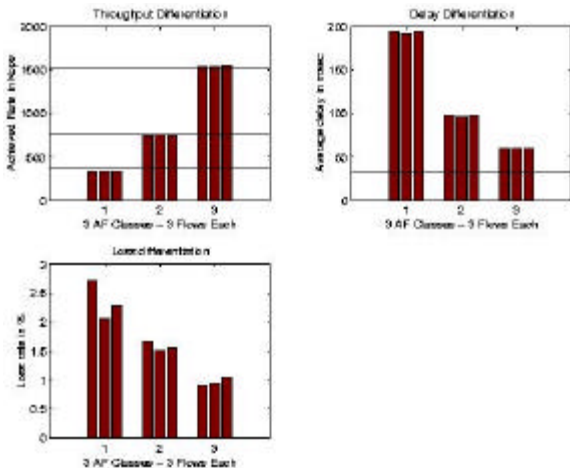 Throughput Differentiation
2000
1500
1000
500
0
Achieved Rate in Kbps
1 2 3
3 AF Classes – 3 Flows Each
Delay Differentiation
200
150
100
50
0
Average delay in msec
1 2 3
3 AF Classes – 3 Flows Each
Loss differentiation
3
2.5
2
1.5
1
0.5
0
Loss rate in %
1 2 3
3 AF Classes – 3 Flows Each